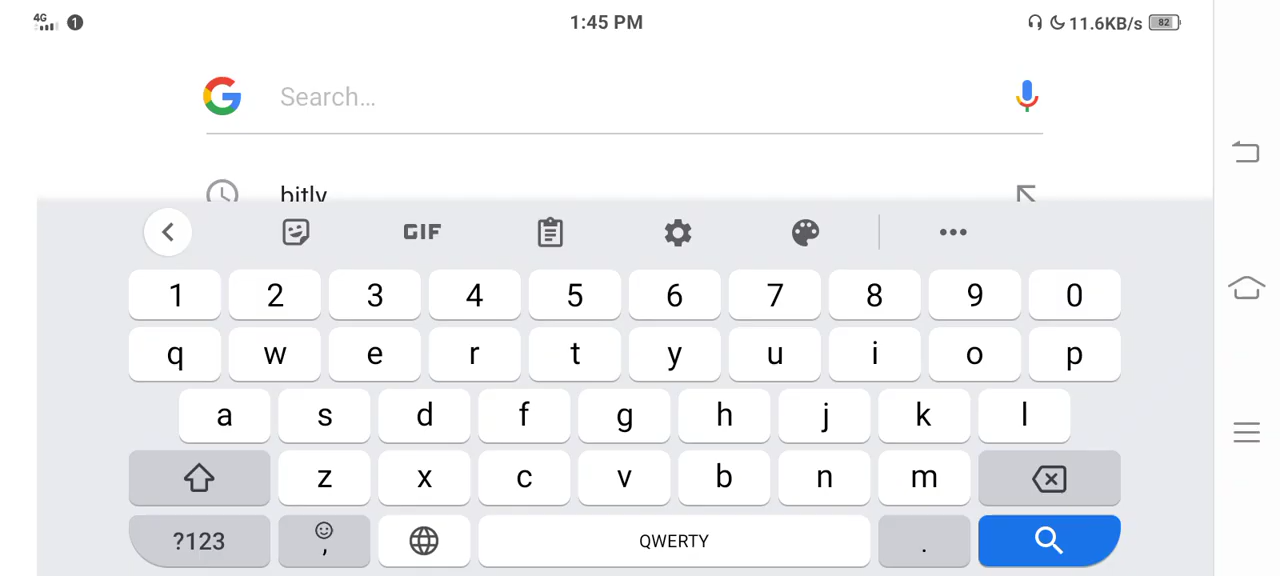 4G 1 1:45 PM 11.6KB/s 82
Search...
bitly
GIF
1 2 3 4 5 6 7 8 9 0
q w e r t y u i o p
a s d f g h j k l
z x c v b n m
?123 , QWERTY .